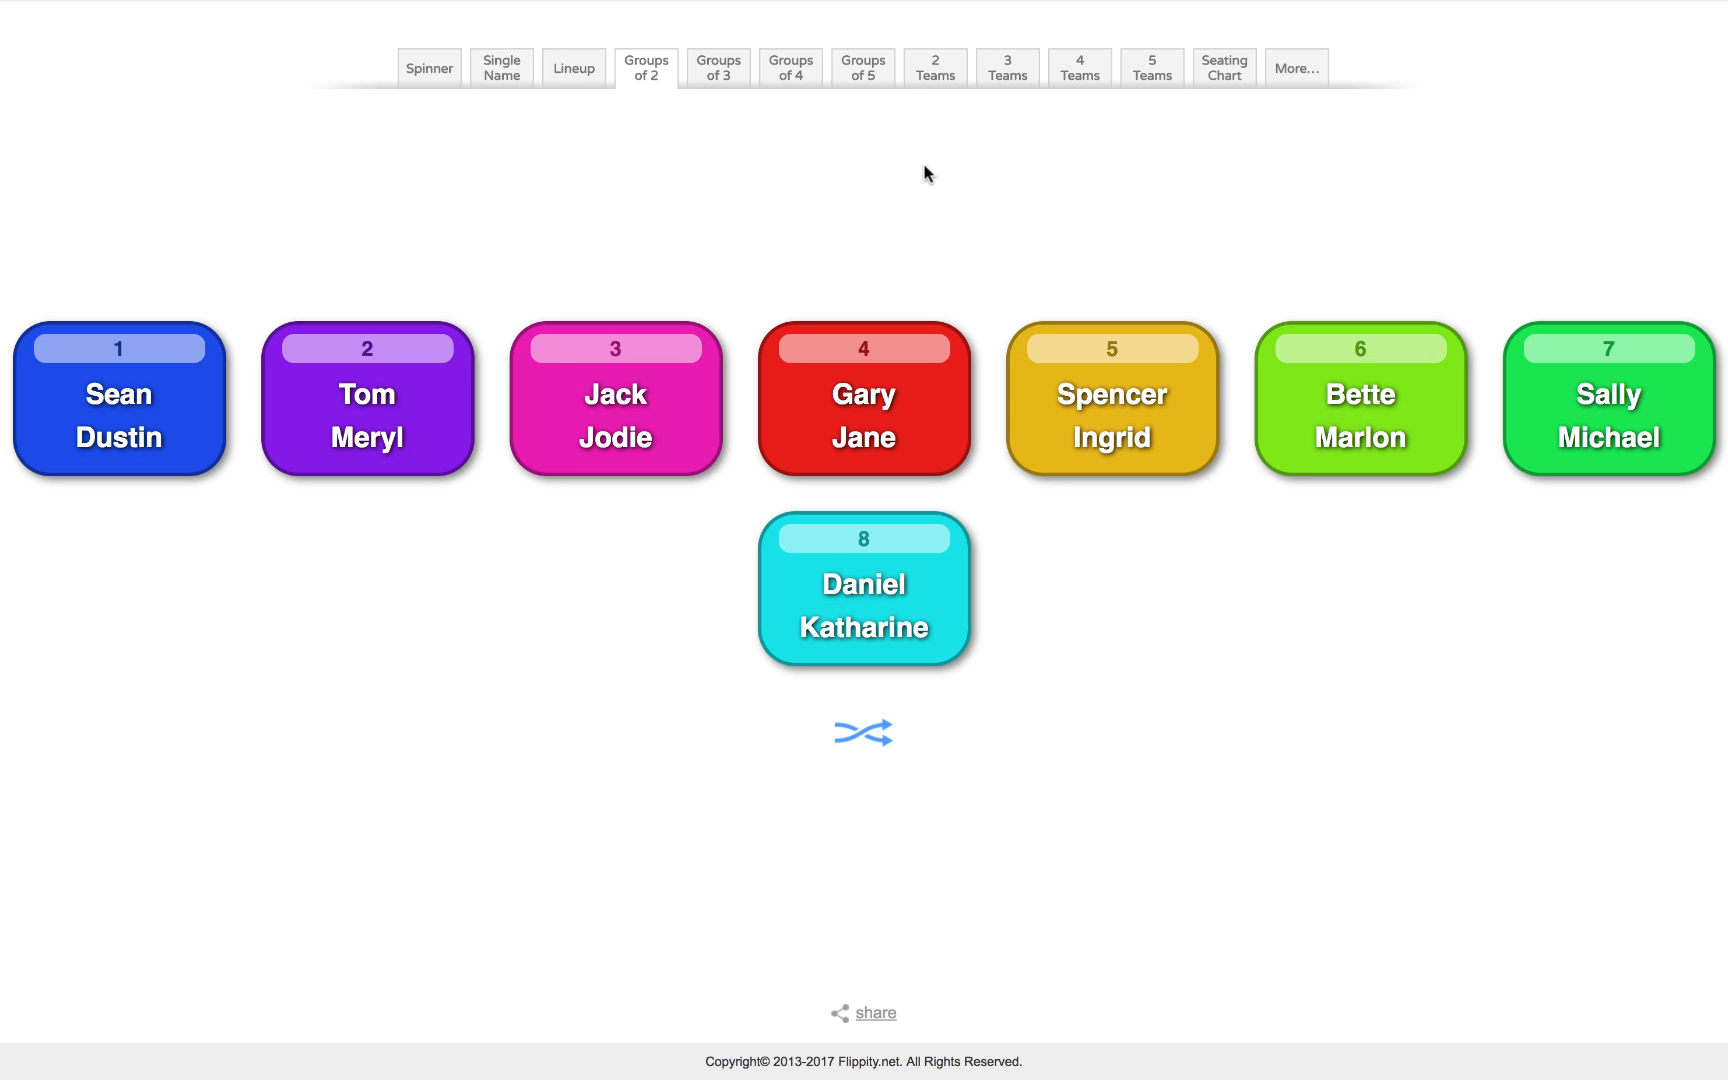 Spinner
Single
Name
Lineup
Groups
of 2
Groups
of 3
Groups
of 4
Groups
of 5
2
Teams
3
Teams
4
Teams
5
Teams
Seating
Chart
More...
1
Sean
Dustin
2
Tom
Meryl
3
Jack
Jodie
4
Gary
Jane
5
Spencer
Ingrid
6
Bette
Marlon
7
Sally
Michael
8
Daniel
Katharine
share
Copyright© 2013-2017 Flippity.net. All Rights Reserved.